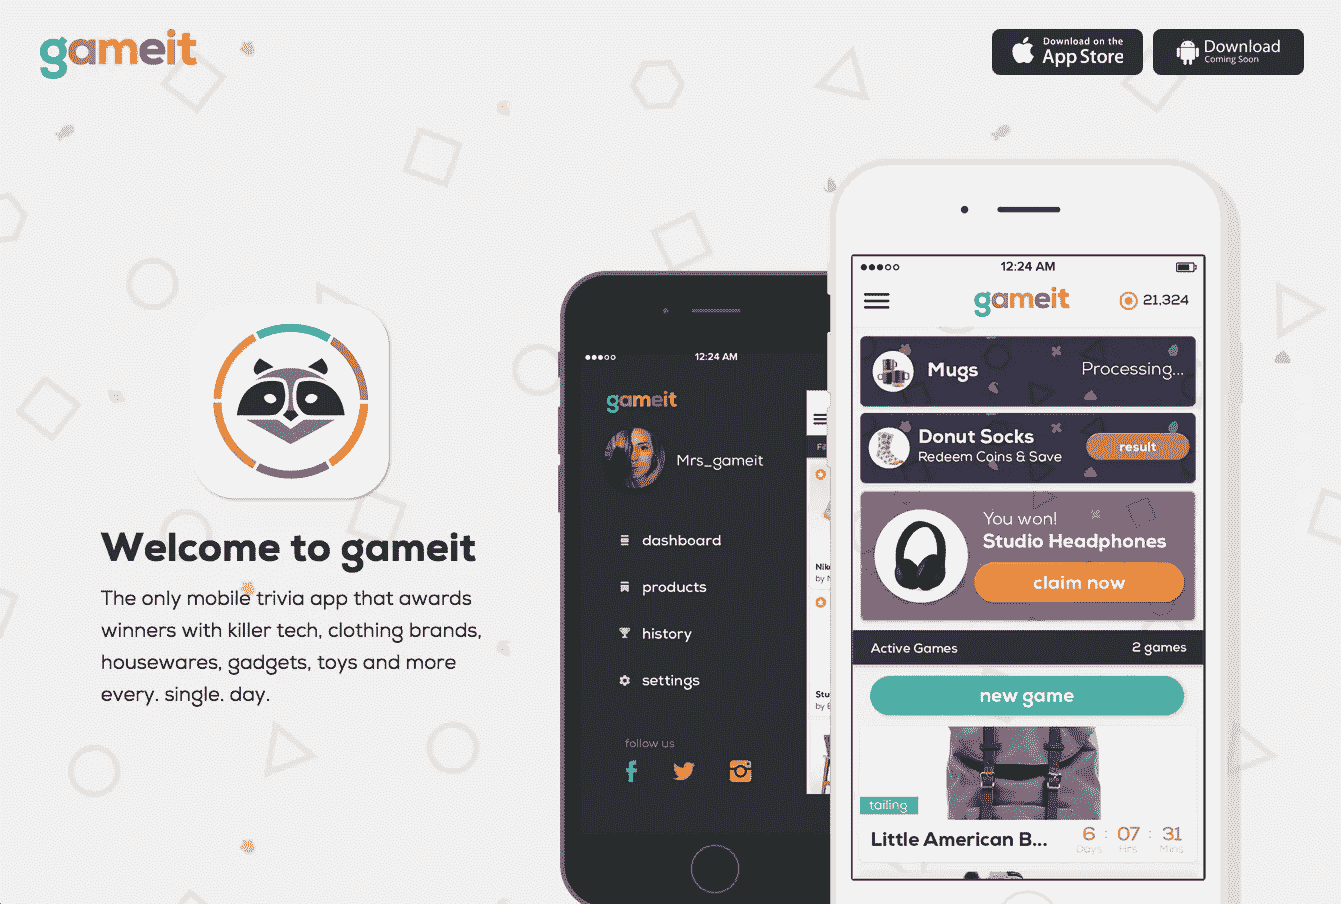 gameit
Download on the
App Store
Download
Coming Soon
Welcome to gameit
The only mobile trivia app that awards
winners with killer tech, clothing brands,
housewares, gadgets, toys and more
every. single. day.
12:24 AM
gameit
Mrs_gameit
dashboard
products
history
settings
follow us
Nik
by N
Stu
12:24 AM
gameit
21.324
Mugs
Processing...
Donut Socks
Redeem Coins & Save
result
You won!
Studio Headphones
claim now
Active Games
2 games
new game
tailing
Little American B...
6 : 07 : 31
Days Hrs Mins